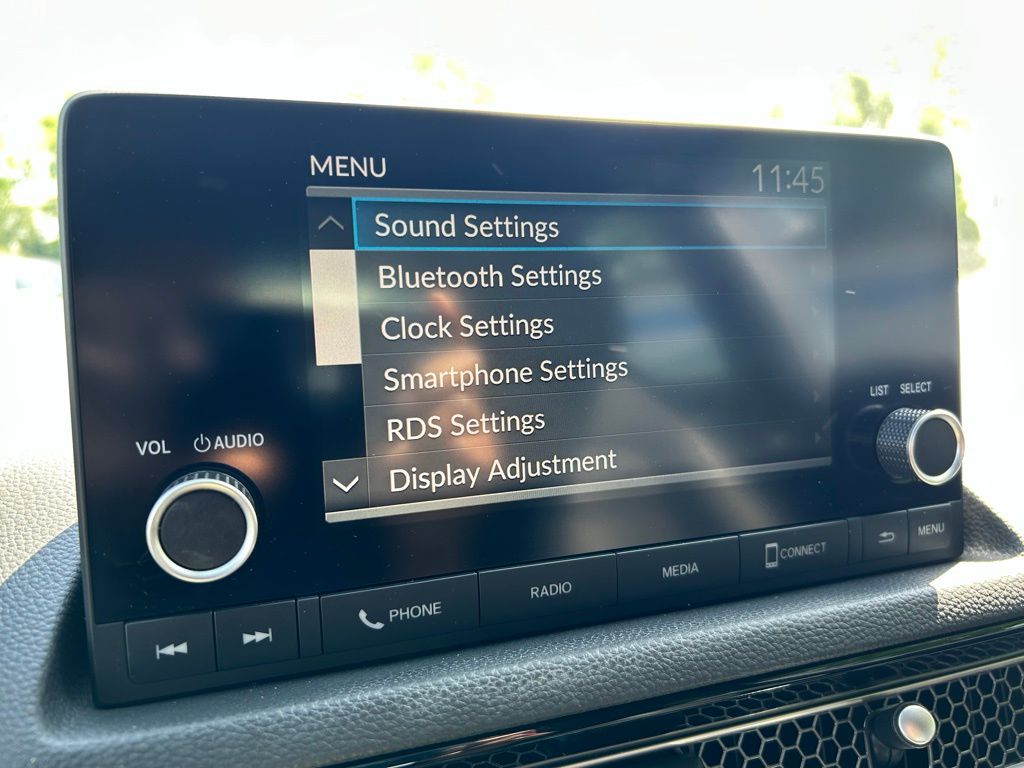 MENU
11:45
Sound Settings
Bluetooth Settings
Clock Settings
Smartphone Settings
RDS Settings
Display Adjustment
VOL AUDIO
LIST SELECT
PHONE
RADIO
MEDIA
CONNECT
MENU